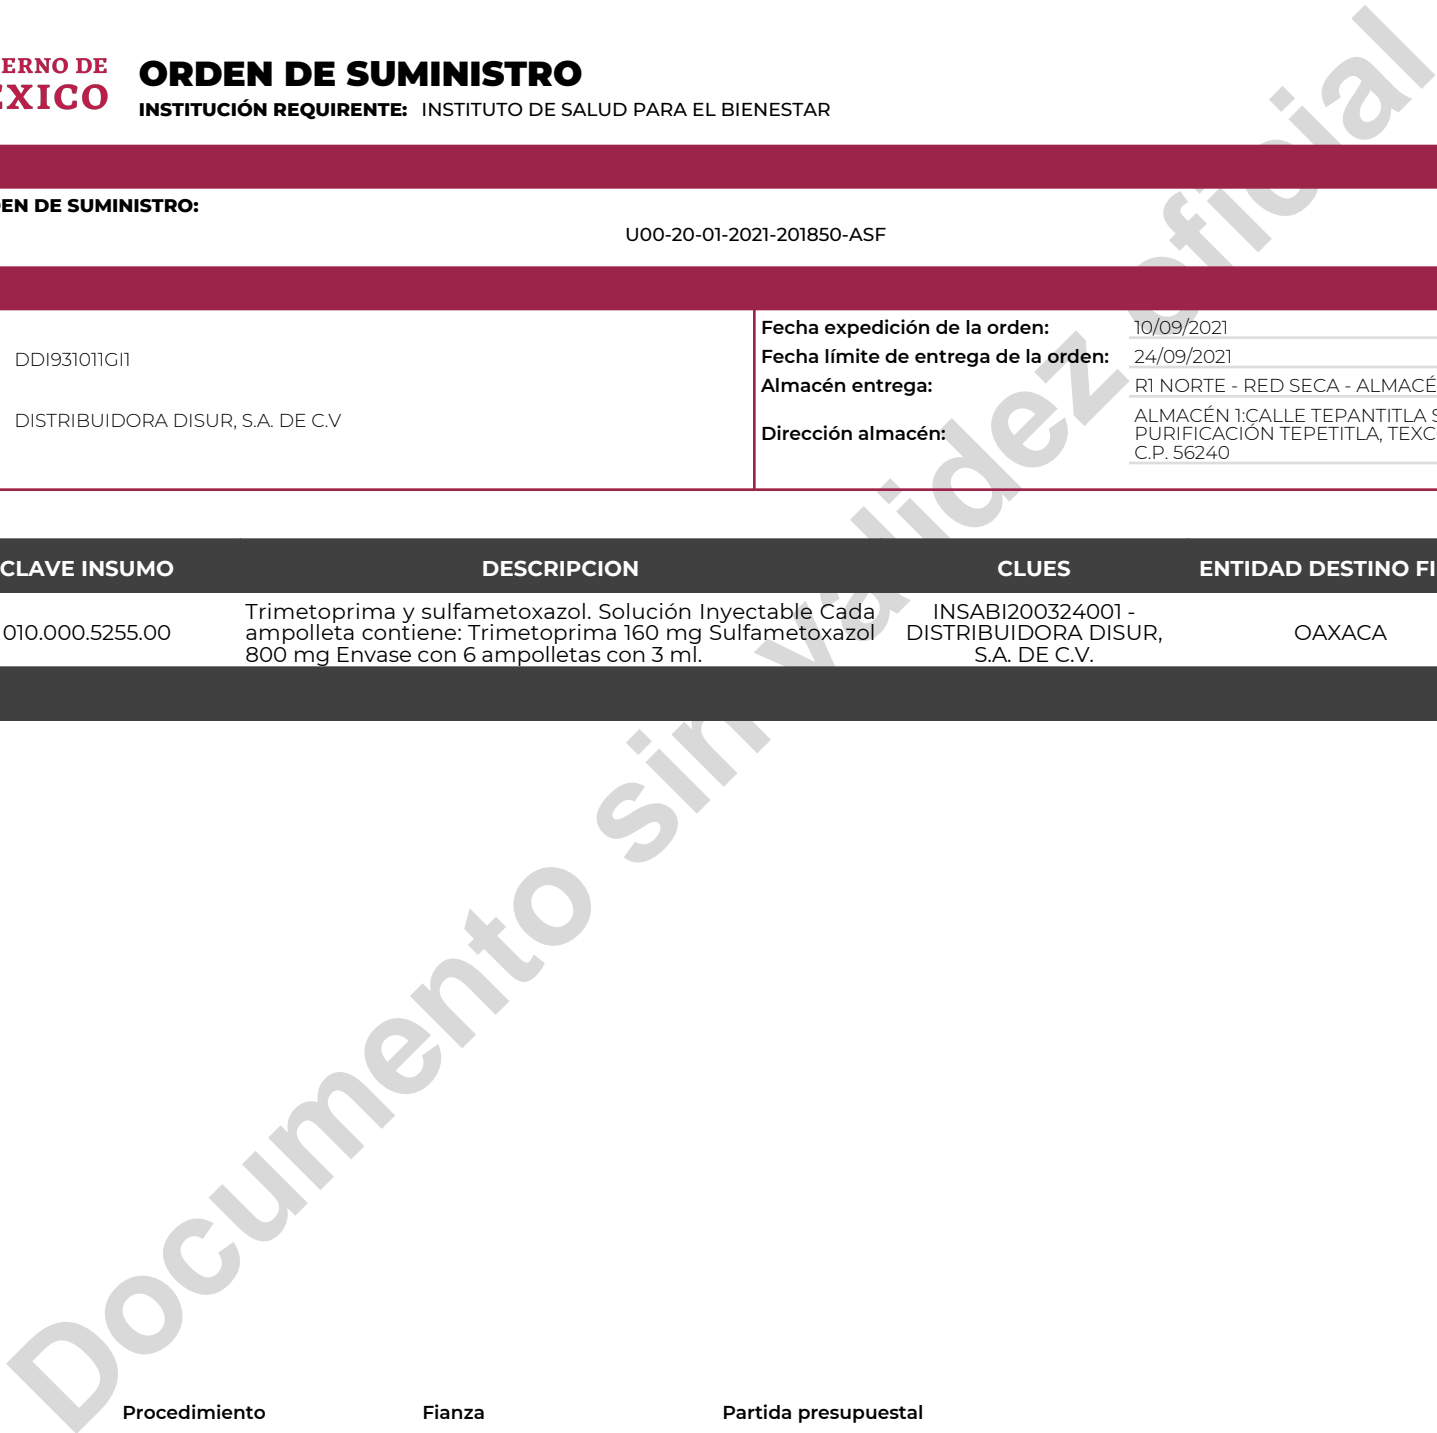 ERNO DE
ORDEN DE SUMINISTRO
EXICO
INSTITUCIÓN REQUIRENTE: INSTITUTO DE SALUD PARA EL BIENESTAR
EN DE SUMINISTRO:
U00-20-01-2021-201850-ASF
DDI931011GI1
DISTRIBUIDORA DISUR, S.A. DE C.V
Fecha expedición de la orden: 10/09/2021
Fecha límite de entrega de la orden: 24/09/2021
Almacén entrega: R1 NORTE - RED SECA - ALMACÉ
Dirección almacén: ALMACÉN 1:CALLE TEPANTITLA S
PURIFICACIÓN TEPETITLA, TEXC
C.P. 56240
CLAVE INSUMO DESCRIPCION CLUES ENTIDAD DESTINO FI
010.000.5255.00
Trimetoprima y sulfametoxazol. Solución Inyectable Cada
ampolleta contiene: Trimetoprima 160 mg Sulfametoxazol
800 mg Envase con 6 ampolletas con 3 ml.
INSABI200324001 -
DISTRIBUIDORA DISUR,
S.A. DE C.V.
OAXACA
Documento sin validez oficial
Procedimiento Fianza Partida presupuestal